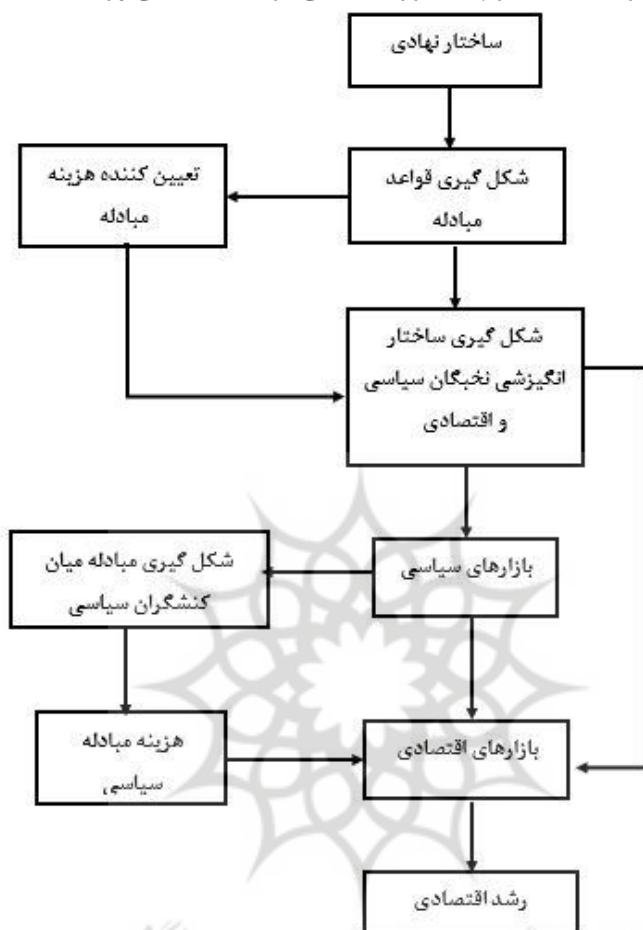 ساختار نهادی
شکل گیری قواعد
مبادله
تعیین کننده هزینه
مبادله
شکل گیری ساختار
انگیزشی نخبگان سیاسی
و اقتصادی
بازارهای سیاسی
شکل گیری مبادله میان
کنشگران سیاسی
بازارهای اقتصادی
هزینه مبادله
سیاسی
رشد اقتصادی